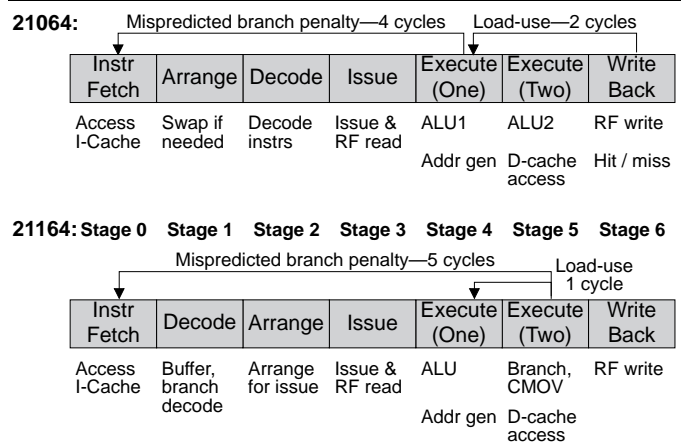 21064: Mispredicted branch penalty—4 cycles Load-use—2 cycles
Instr Fetch Arrange Decode Issue Execute (One) Execute (Two) Write Back
Access I-Cache Swap if needed Decode instrs Issue & RF read ALU1 ALU2 RF write
Addr gen D-cache access Hit / miss
21164: Stage 0 Stage 1 Stage 2 Stage 3 Stage 4 Stage 5 Stage 6
Mispredicted branch penalty—5 cycles Load-use 1 cycle
Instr Fetch Decode Arrange Issue Execute (One) Execute (Two) Write Back
Access I-Cache Buffer, branch decode Arrange for issue Issue & RF read ALU Branch, CMOV RF write
Addr gen D-cache access